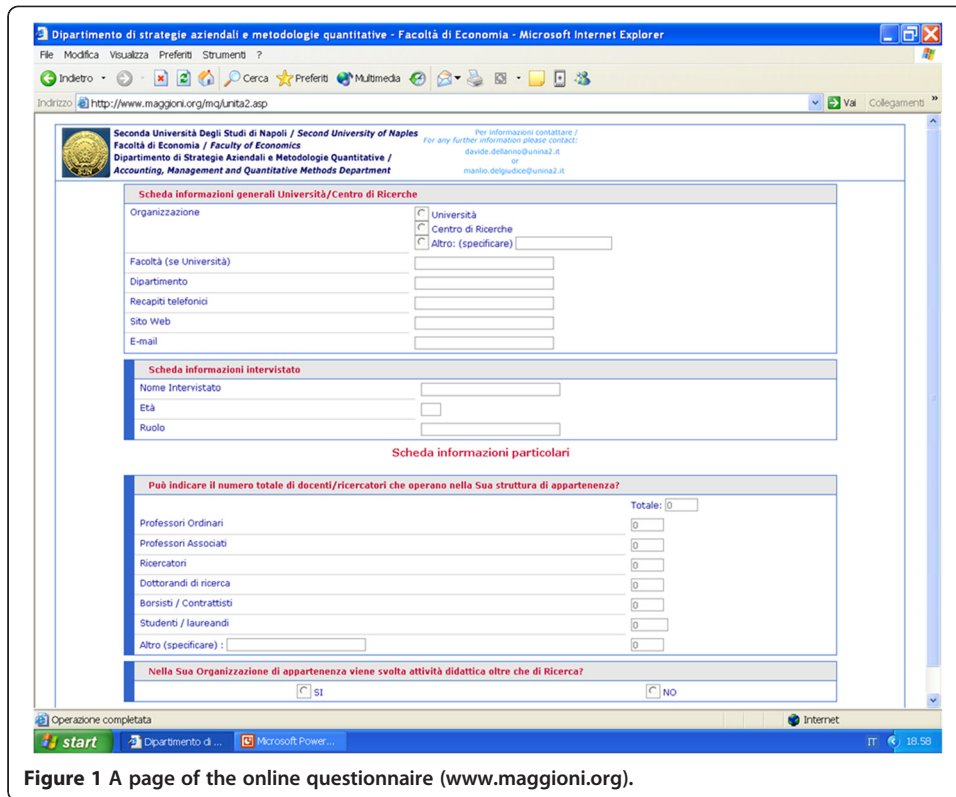 Dipartimento di strategie aziendali e metodologie quantitative - Facoltà di Economia - Microsoft Internet Explorer
File Modifica Visualizza Preferiti Strumenti ?
Indietro Cerca Preferiti Multimedia
Indirizzo http://www.maggioni.org/mq/unita2.asp Vai Collegamenti »
Seconda Università Degli Studi di Napoli / Second University of Naples
Facoltà di Economia / Faculty of Economics
Dipartimento di Strategie Aziendali e Metodologie Quantitative /
Accounting, Management and Quantitative Methods Department
Per informazioni contattare /
For any further information please contact:
davide.dellanno@unina2.it
or
manlio.delgiudice@unina2.it
Scheda informazioni generali Università/Centro di Ricerche
Organizzazione
Università
Centro di Ricerche
Altro: (specificare)
Facoltà (se Università)
Dipartimento
Recapiti telefonici
Sito Web
E-mail
Scheda informazioni intervistato
Nome Intervistato
Età
Ruolo
Scheda informazioni particolari
Può indicare il numero totale di docenti/ricercatori che operano nella Sua struttura di appartenenza?
Totale: 0
Professori Ordinari 0
Professori Associati 0
Ricercatori 0
Dottorandi di ricerca 0
Borsisti / Contrattisti 0
Studenti / laureandi 0
Altro (specificare) : 0
Nella Sua Organizzazione di appartenenza viene svolta attività didattica oltre che di Ricerca?
SI NO
Operazione completata Internet
start Dipartimento di ... Microsoft Power... IT 18.58
Figure 1 A page of the online questionnaire (www.maggioni.org).